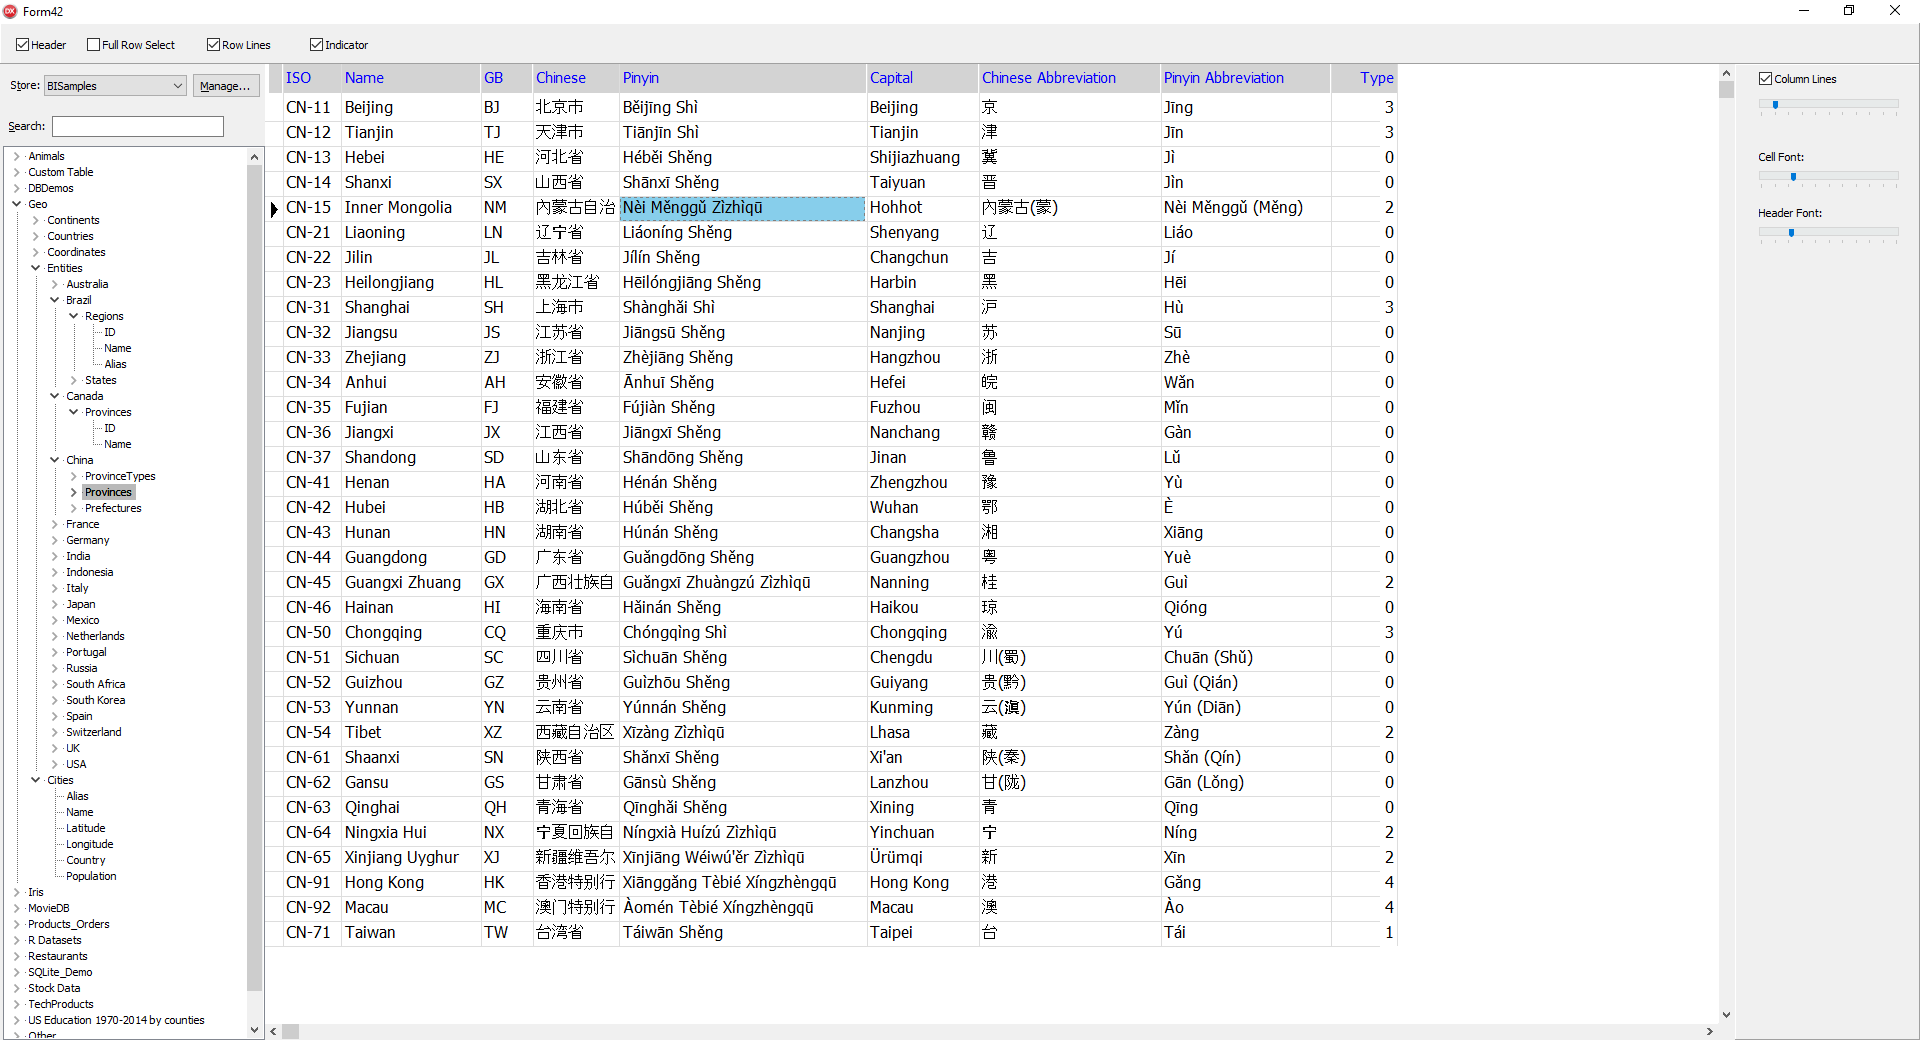 Form42
Header Full Row Select Row Lines Indicator
Store: BISamples Manage...
Search:
Animals
Custom Table
DBDemos
Geo
Continents
Countries
Coordinates
Entities
Australia
Brazil
Regions
ID
Name
Alias
States
Canada
Provinces
ID
Name
China
ProvinceTypes
Provinces
Prefectures
France
Germany
India
Indonesia
Italy
Japan
Mexico
Netherlands
Portugal
Russia
South Africa
South Korea
Spain
Switzerland
UK
USA
Cities
Alias
Name
Latitude
Longitude
Country
Population
Iris
MovieDB
Products_Orders
R Datasets
Restaurants
SQLite_Demo
Stock Data
TechProducts
US Education 1970-2014 by counties
Other
ISO Name GB Chinese Pinyin Capital Chinese Abbreviation Pinyin Abbreviation Type
CN-11 Beijing BJ 北京市 Běijīng Shì Beijing 京 Jīng 3
CN-12 Tianjin TJ 天津市 Tiānjīn Shì Tianjin 津 Jīn 3
CN-13 Hebei HE 河北省 Héběi Shěng Shijiazhuang 冀 Jì 0
CN-14 Shanxi SX 山西省 Shānxī Shěng Taiyuan 晋 Jìn 0
CN-15 Inner Mongolia NM 內蒙古自治 Nèi Měnggǔ Zìzhìqū Hohhot 內蒙古(蒙) Nèi Měnggǔ (Měng) 2
CN-21 Liaoning LN 辽宁省 Liáoníng Shěng Shenyang 辽 Liáo 0
CN-22 Jilin JL 吉林省 Jílín Shěng Changchun 吉 Jí 0
CN-23 Heilongjiang HL 黑龙江省 Hēilóngjiāng Shěng Harbin 黑 Hēi 0
CN-31 Shanghai SH 上海市 Shànghǎi Shì Shanghai 沪 Hù 3
CN-32 Jiangsu JS 江苏省 Jiāngsū Shěng Nanjing 苏 Sū 0
CN-33 Zhejiang ZJ 浙江省 Zhèjiāng Shěng Hangzhou 浙 Zhè 0
CN-34 Anhui AH 安徽省 Ānhuī Shěng Hefei 皖 Wǎn 0
CN-35 Fujian FJ 福建省 Fújiàn Shěng Fuzhou 闽 Mǐn 0
CN-36 Jiangxi JX 江西省 Jiāngxī Shěng Nanchang 赣 Gàn 0
CN-37 Shandong SD 山东省 Shāndōng Shěng Jinan 鲁 Lǔ 0
CN-41 Henan HA 河南省 Hénán Shěng Zhengzhou 豫 Yù 0
CN-42 Hubei HB 湖北省 Húběi Shěng Wuhan 鄂 È 0
CN-43 Hunan HN 湖南省 Húnán Shěng Changsha 湘 Xiāng 0
CN-44 Guangdong GD 广东省 Guǎngdōng Shěng Guangzhou 粤 Yuè 0
CN-45 Guangxi Zhuang GX 广西壮族自 Guǎngxī Zhuàngzú Zìzhìqū Nanning 桂 Guì 2
CN-46 Hainan HI 海南省 Hǎinán Shěng Haikou 琼 Qióng 0
CN-50 Chongqing CQ 重庆市 Chóngqìng Shì Chongqing 渝 Yú 3
CN-51 Sichuan SC 四川省 Sìchuān Shěng Chengdu 川(蜀) Chuān (Shǔ) 0
CN-52 Guizhou GZ 贵州省 Guìzhōu Shěng Guiyang 贵(黔) Guì (Qián) 0
CN-53 Yunnan YN 云南省 Yúnnán Shěng Kunming 云(滇) Yún (Diān) 0
CN-54 Tibet XZ 西藏自治区 Xīzàng Zìzhìqū Lhasa 藏 Zàng 2
CN-61 Shaanxi SN 陕西省 Shǎnxī Shěng Xi'an 陕(秦) Shǎn (Qín) 0
CN-62 Gansu GS 甘肃省 Gānsù Shěng Lanzhou 甘(陇) Gān (Lǒng) 0
CN-63 Qinghai QH 青海省 Qīnghǎi Shěng Xining 青 Qīng 0
CN-64 Ningxia Hui NX 宁夏回族自 Níngxià Huízú Zìzhìqū Yinchuan 宁 Níng 2
CN-65 Xinjiang Uyghur XJ 新疆维吾尔 Xīnjiāng Wéiwú'ěr Zìzhìqū Ürümqi 新 Xīn 2
CN-91 Hong Kong HK 香港特别行 Xiānggǎng Tèbié Xíngzhèngqū Hong Kong 港 Gǎng 4
CN-92 Macau MC 澳门特别行 Àomén Tèbié Xíngzhèngqū Macau 澳 Ào 4
CN-71 Taiwan TW 台湾省 Táiwān Shěng Taipei 台 Tái 1
Column Lines
Cell Font:
Header Font: